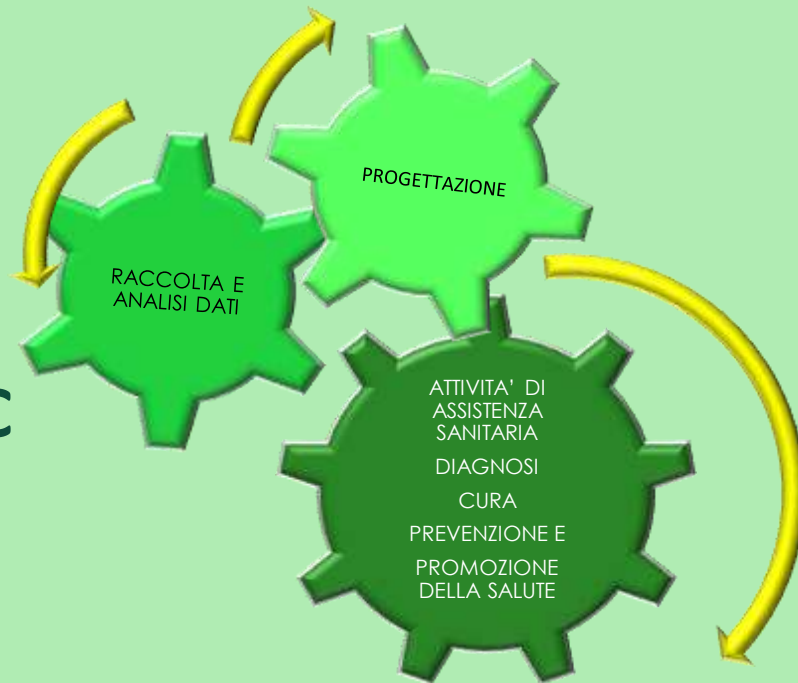 PROGETTAZIONE
RACCOLTA E
ANALISI DATI
C
ATTIVITA' DI
ASSISTENZA
SANITARIA
DIAGNOSI
CURA
PREVENZIONE E
PROMOZIONE
DELLA SALUTE